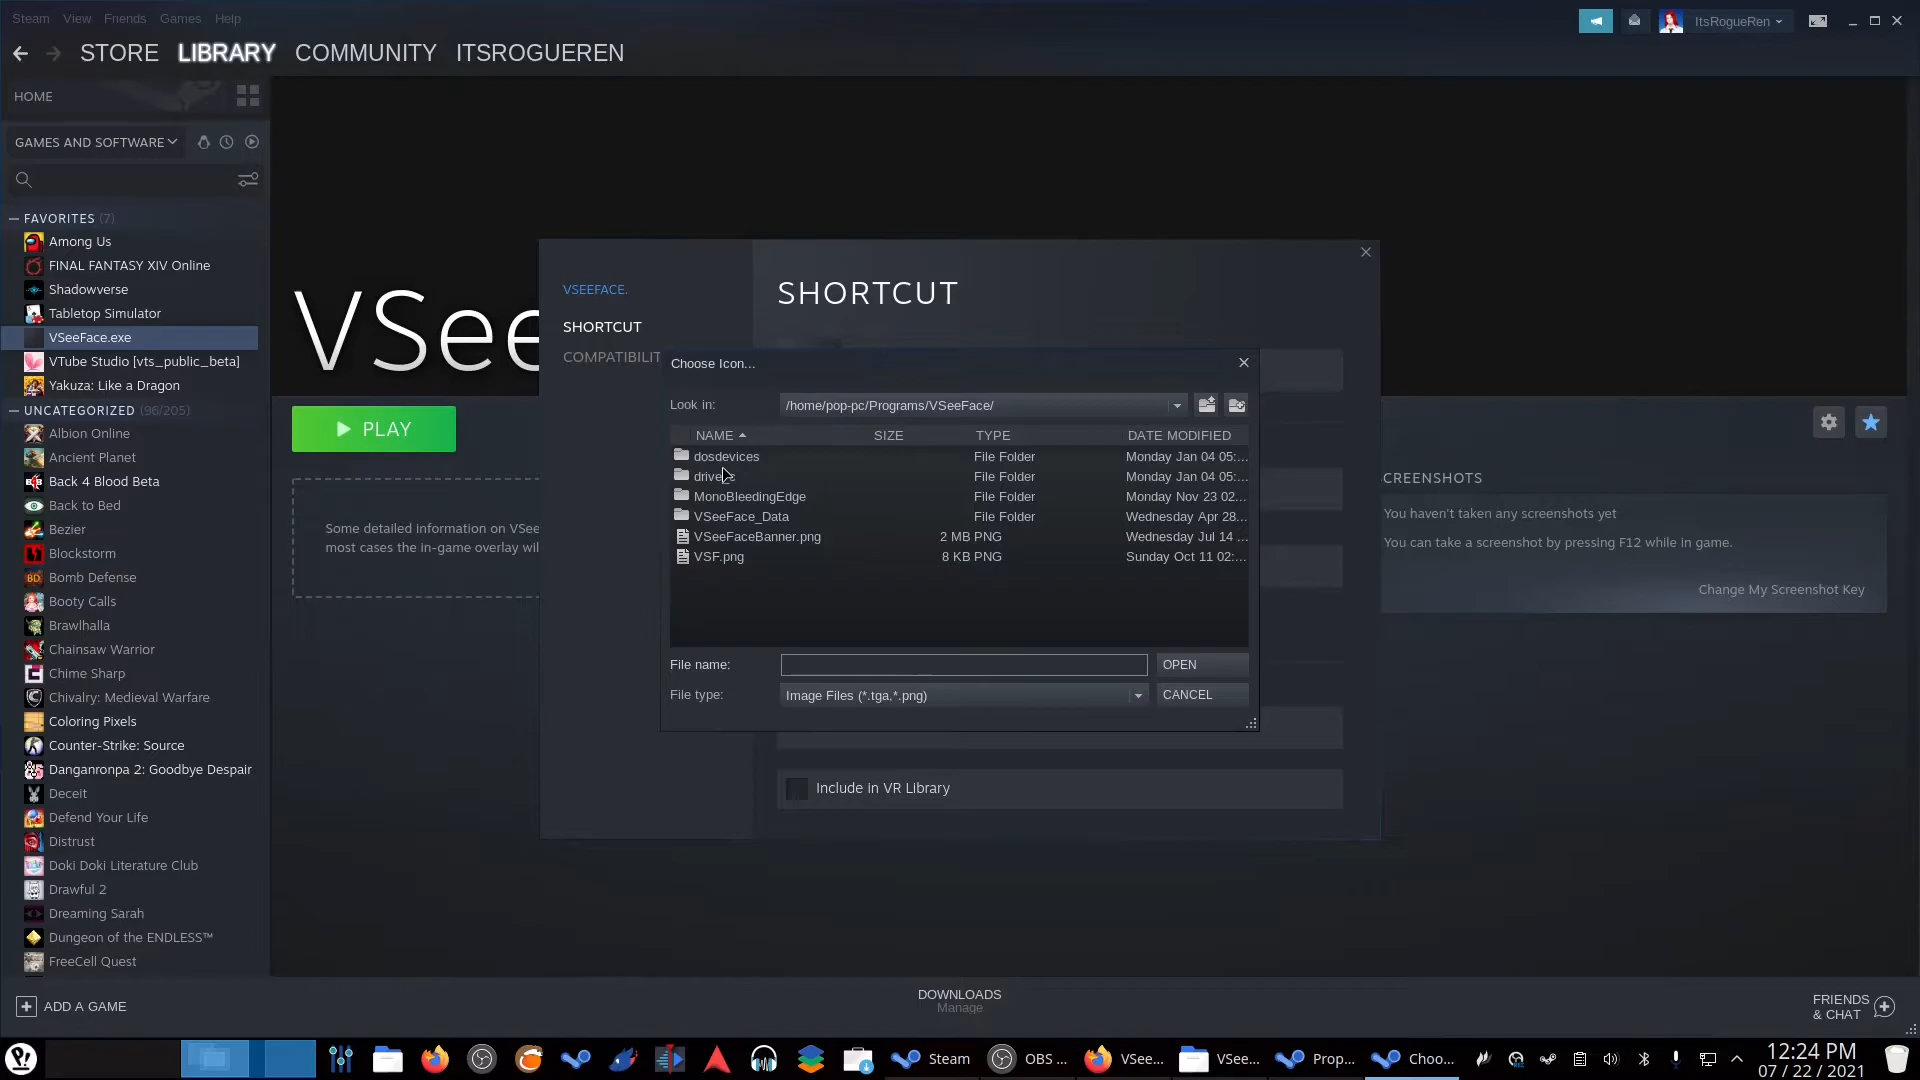 Steam View Friends Games Help
ItsRogueRen
STORE LIBRARY COMMUNITY ITSROGUEREN
HOME
GAMES AND SOFTWARE
FAVORITES (7)
Among Us
FINAL FANTASY XIV Online
Shadowverse
Tabletop Simulator
VSeeFace.exe
VTube Studio [vts_public_beta]
Yakuza: Like a Dragon
UNCATEGORIZED (96/205)
Albion Online
Ancient Planet
Back 4 Blood Beta
Back to Bed
Bezier
Blockstorm
Bomb Defense
Booty Calls
Brawlhalla
Chainsaw Warrior
Chime Sharp
Chivalry: Medieval Warfare
Coloring Pixels
Counter-Strike: Source
Danganronpa 2: Goodbye Despair
Deceit
Defend Your Life
Distrust
Doki Doki Literature Club
Drawful 2
Dreaming Sarah
Dungeon of the ENDLESS™
FreeCell Quest
ADD A GAME
VSee
PLAY
Some detailed information on VSee
most cases the in-game overlay wil
VSEEFACE.
SHORTCUT
COMPATIBILIT
SHORTCUT
Choose Icon...
Look in: /home/pop-pc/Programs/VSeeFace/
NAME SIZE TYPE DATE MODIFIED
dosdevices File Folder Monday Jan 04 05:...
File Folder Monday Jan 04 05:...
MonoBleedingEdge File Folder Monday Nov 23 02...
VSeeFace_Data File Folder Wednesday Apr 28...
VSeeFaceBanner.png 2 MB PNG Wednesday Jul 14 ...
VSF.png 8 KB PNG Sunday Oct 11 02:...
File name: OPEN
File type: Image Files (*.tga,*.png) CANCEL
Include In VR Library
CREENSHOTS
You haven't taken any screenshots yet
You can take a screenshot by pressing F12 while in game.
Change My Screenshot Key
DOWNLOADS
Manage
FRIENDS
& CHAT
Steam OBS ... VSee... VSee... Prop... Choo...
12:24 PM
07 / 22 / 2021